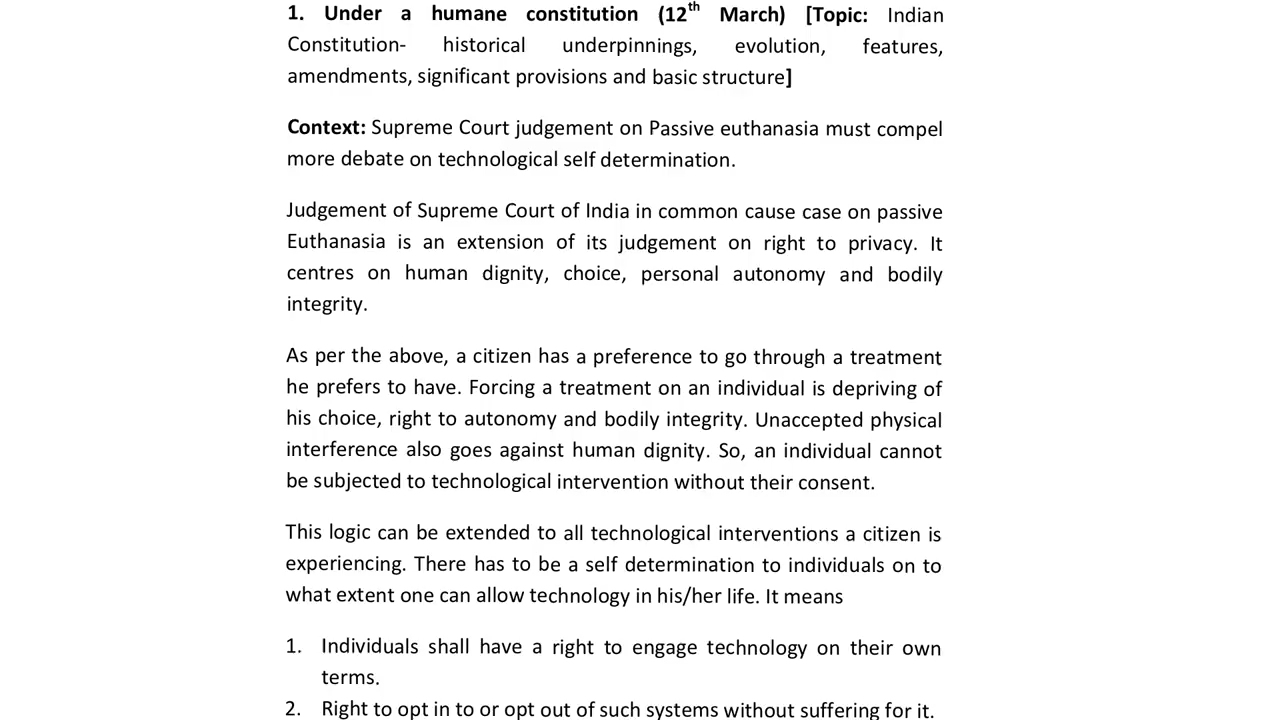 1. Under a humane constitution (12th March) [Topic: Indian
Constitution- historical underpinnings, evolution, features,
amendments, significant provisions and basic structure]
Context: Supreme Court judgement on Passive euthanasia must compel
more debate on technological self determination.
Judgement of Supreme Court of India in common cause case on passive
Euthanasia is an extension of its judgement on right to privacy. It
centres on human dignity, choice, personal autonomy and bodily
integrity.
As per the above, a citizen has a preference to go through a treatment
he prefers to have. Forcing a treatment on an individual is depriving of
his choice, right to autonomy and bodily integrity. Unaccepted physical
interference also goes against human dignity. So, an individual cannot
be subjected to technological intervention without their consent.
This logic can be extended to all technological interventions a citizen is
experiencing. There has to be a self determination to individuals on to
what extent one can allow technology in his/her life. It means
1. Individuals shall have a right to engage technology on their own
terms.
2. Right to opt in to or opt out of such systems without suffering for it.